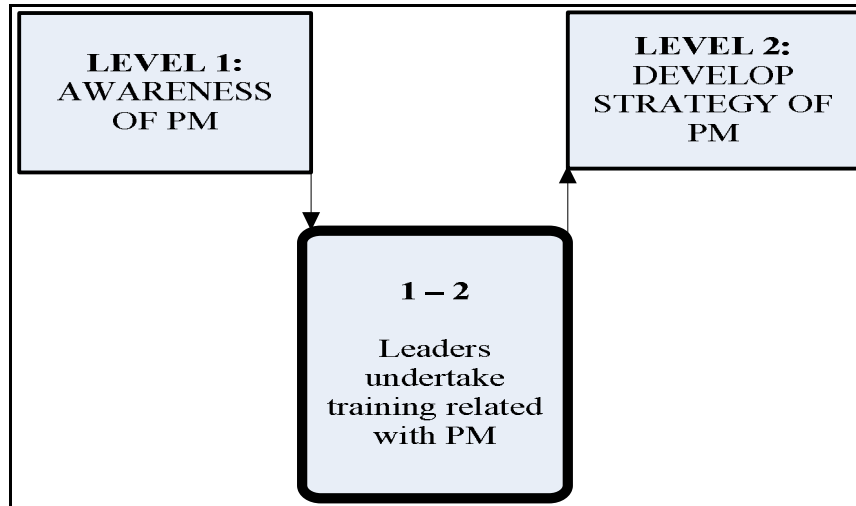 LEVEL 1:
AWARENESS
OF PM
LEVEL 2:
DEVELOP
STRATEGY OF
PM
1 – 2
Leaders
undertake
training related
with PM